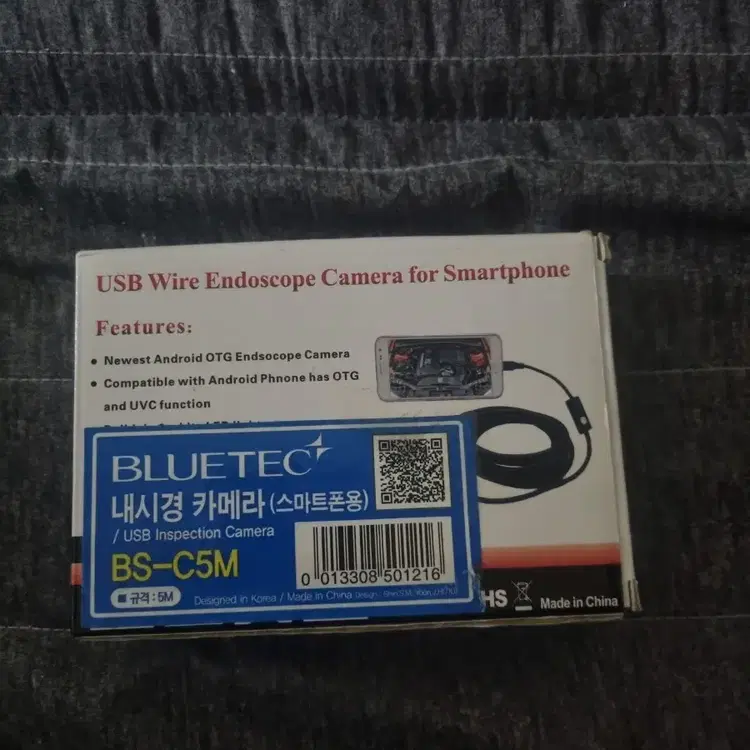 USB Wire Endoscope Camera for Smartphone
Features:
• Newest Android OTG Endsocope Camera
• Compatible with Android Phnone has OTG
and UVC function
BLUETEC
내시경 카메라 (스마트폰용)
/ USB Inspection Camera
BS-C5M
■ 규격 : 5M
0 013308 501216
Designed in Korea / Made in China
HS
Made in China